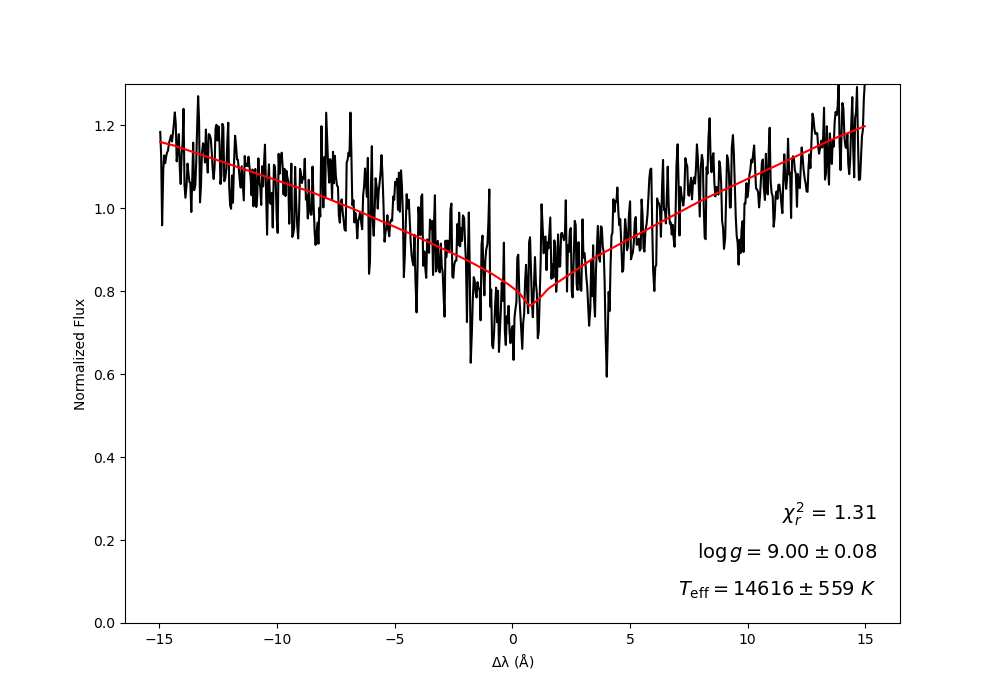 Normalized Flux
1.2
1.0
0.8
0.6
0.4
0.2
0.0
χ²ᵣ = 1.31
log g = 9.00 ± 0.08
T_eff = 14616 ± 559 K
−15 −10 −5 0 5 10 15
Δλ (Å)